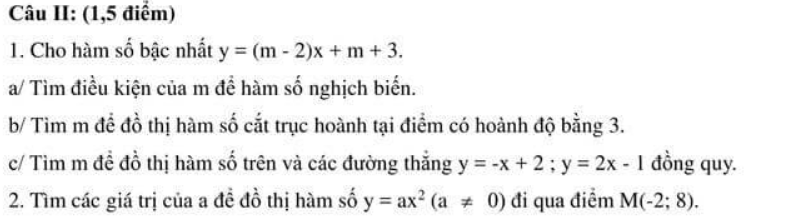 Câu II: (1,5 điểm)
1. Cho hàm số bậc nhất y = (m - 2)x + m + 3.
a/ Tìm điều kiện của m để hàm số nghịch biến.
b/ Tìm m để đồ thị hàm số cắt trục hoành tại điểm có hoành độ bằng 3.
c/ Tìm m để đồ thị hàm số trên và các đường thẳng y = -x + 2 ; y = 2x - 1 đồng quy.
2. Tìm các giá trị của a để đồ thị hàm số y = ax² (a ≠ 0) đi qua điểm M(-2; 8).